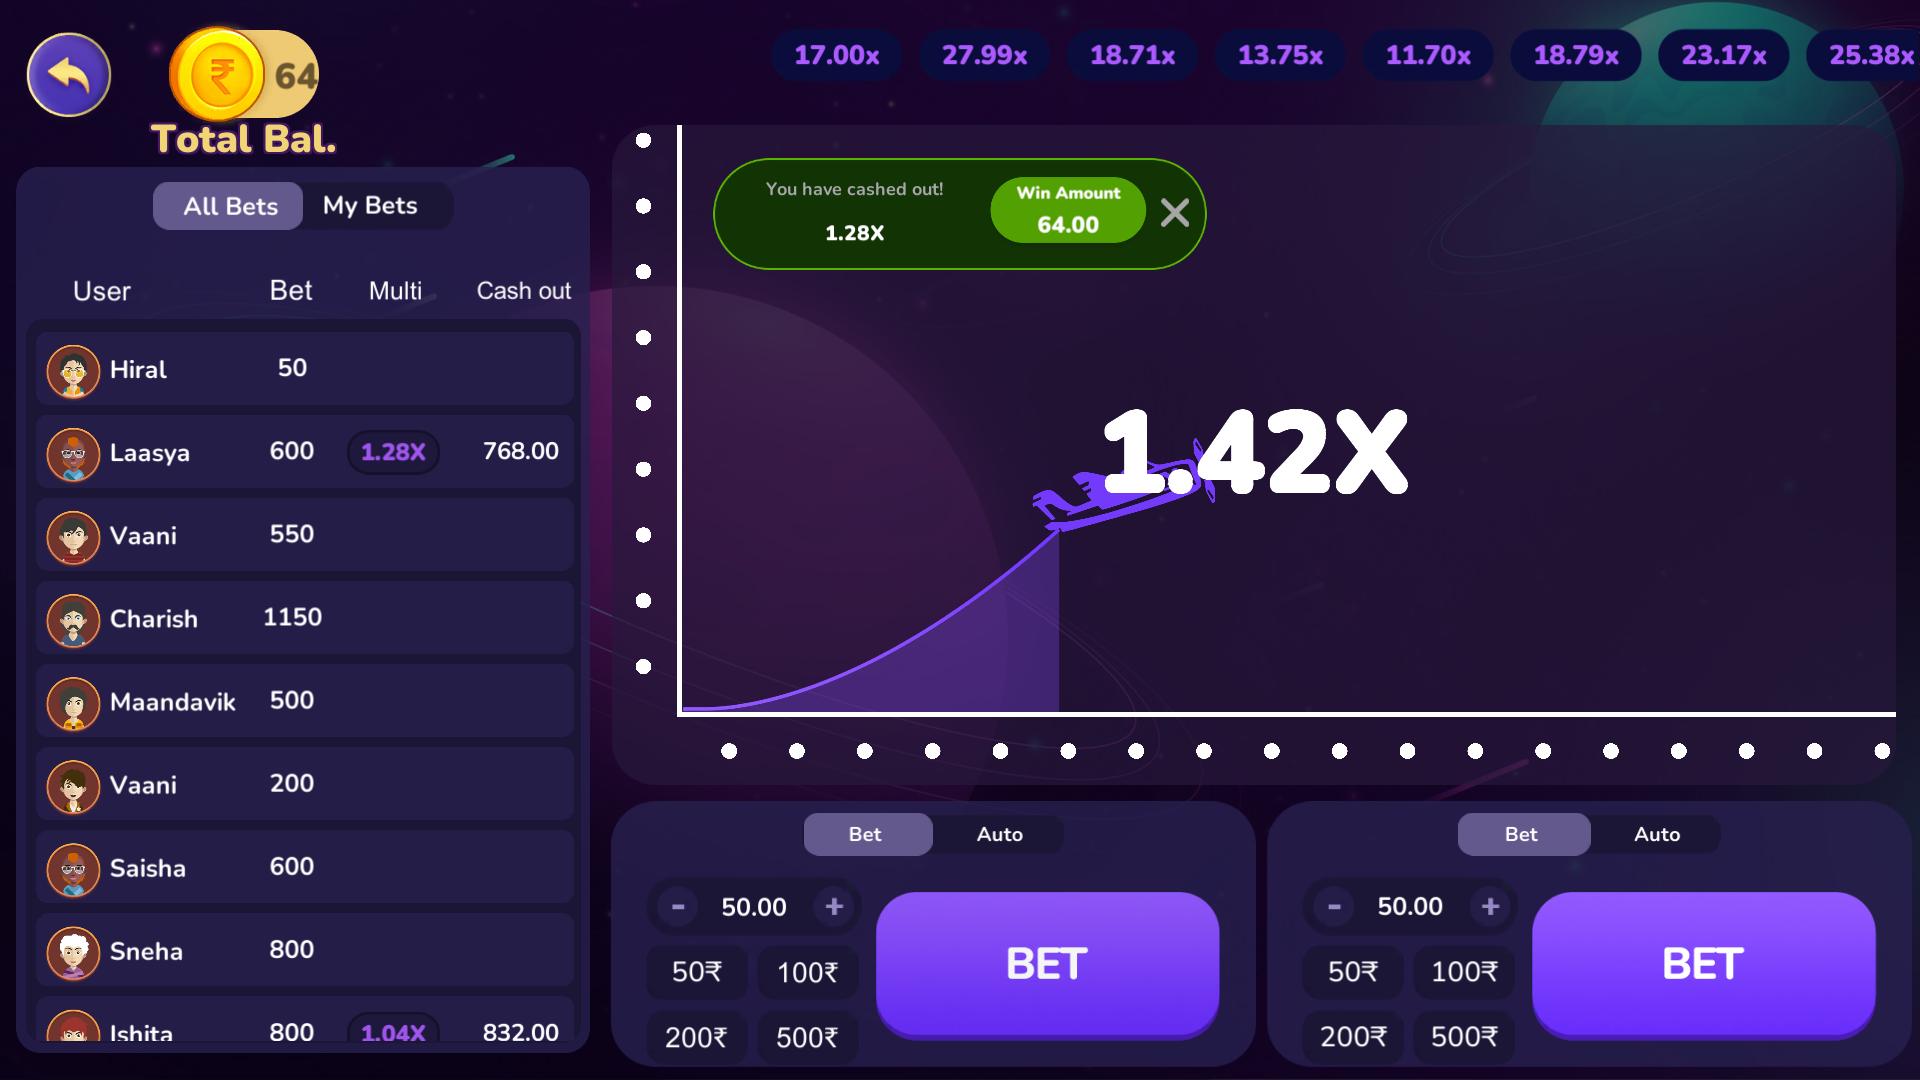 64
Total Bal.
17.00x 27.99x 18.71x 13.75x 11.70x 18.79x 23.17x 25.38x
All Bets My Bets
User Bet Multi Cash out
Hiral 50
Laasya 600 1.28X 768.00
Vaani 550
Charish 1150
Maandavik 500
Vaani 200
Saisha 600
Sneha 800
Ishita 800 1.04X 832.00
You have cashed out!
1.28X
Win Amount
64.00
1.42X
Bet Auto
- 50.00 +
50₹ 100₹
200₹ 500₹
BET
Bet Auto
- 50.00 +
50₹ 100₹
200₹ 500₹
BET